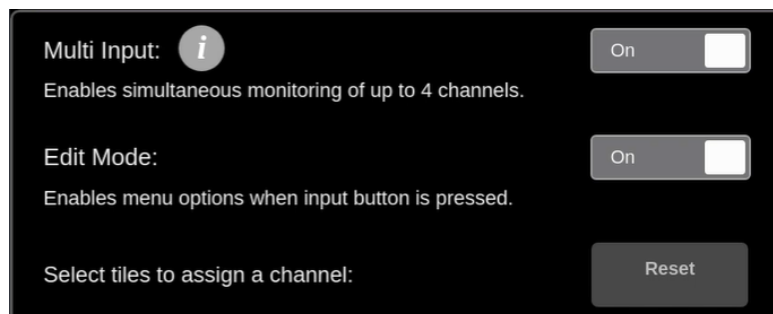 Multi Input: i
On
Enables simultaneous monitoring of up to 4 channels.
Edit Mode:
On
Enables menu options when input button is pressed.
Select tiles to assign a channel:
Reset